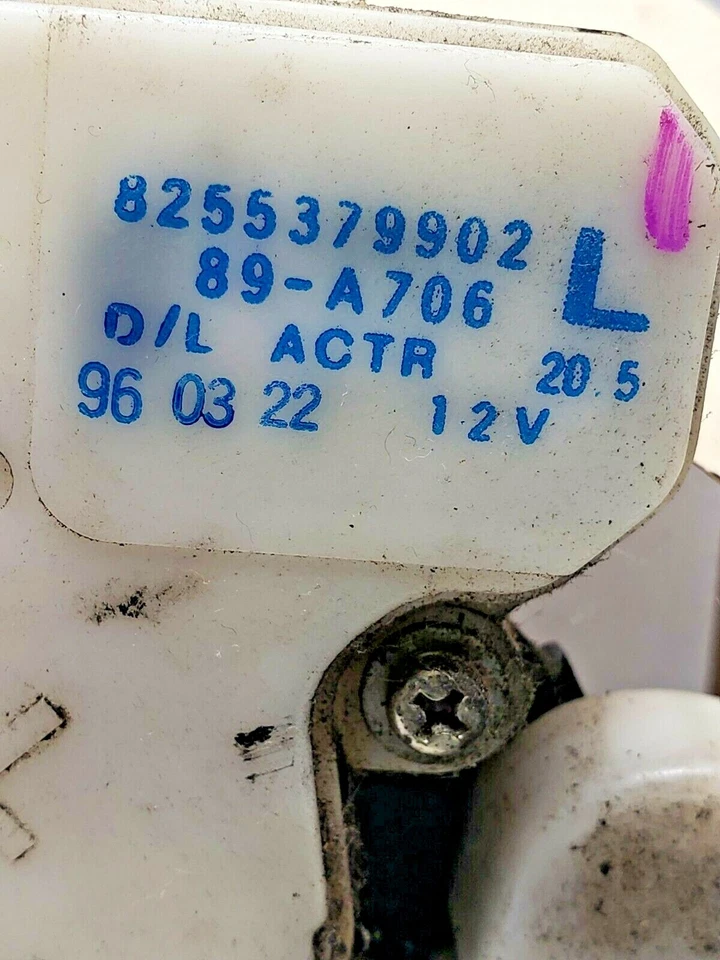 8255379902
89-A706 L
D/L ACTR 20.5
96 03 22 12V